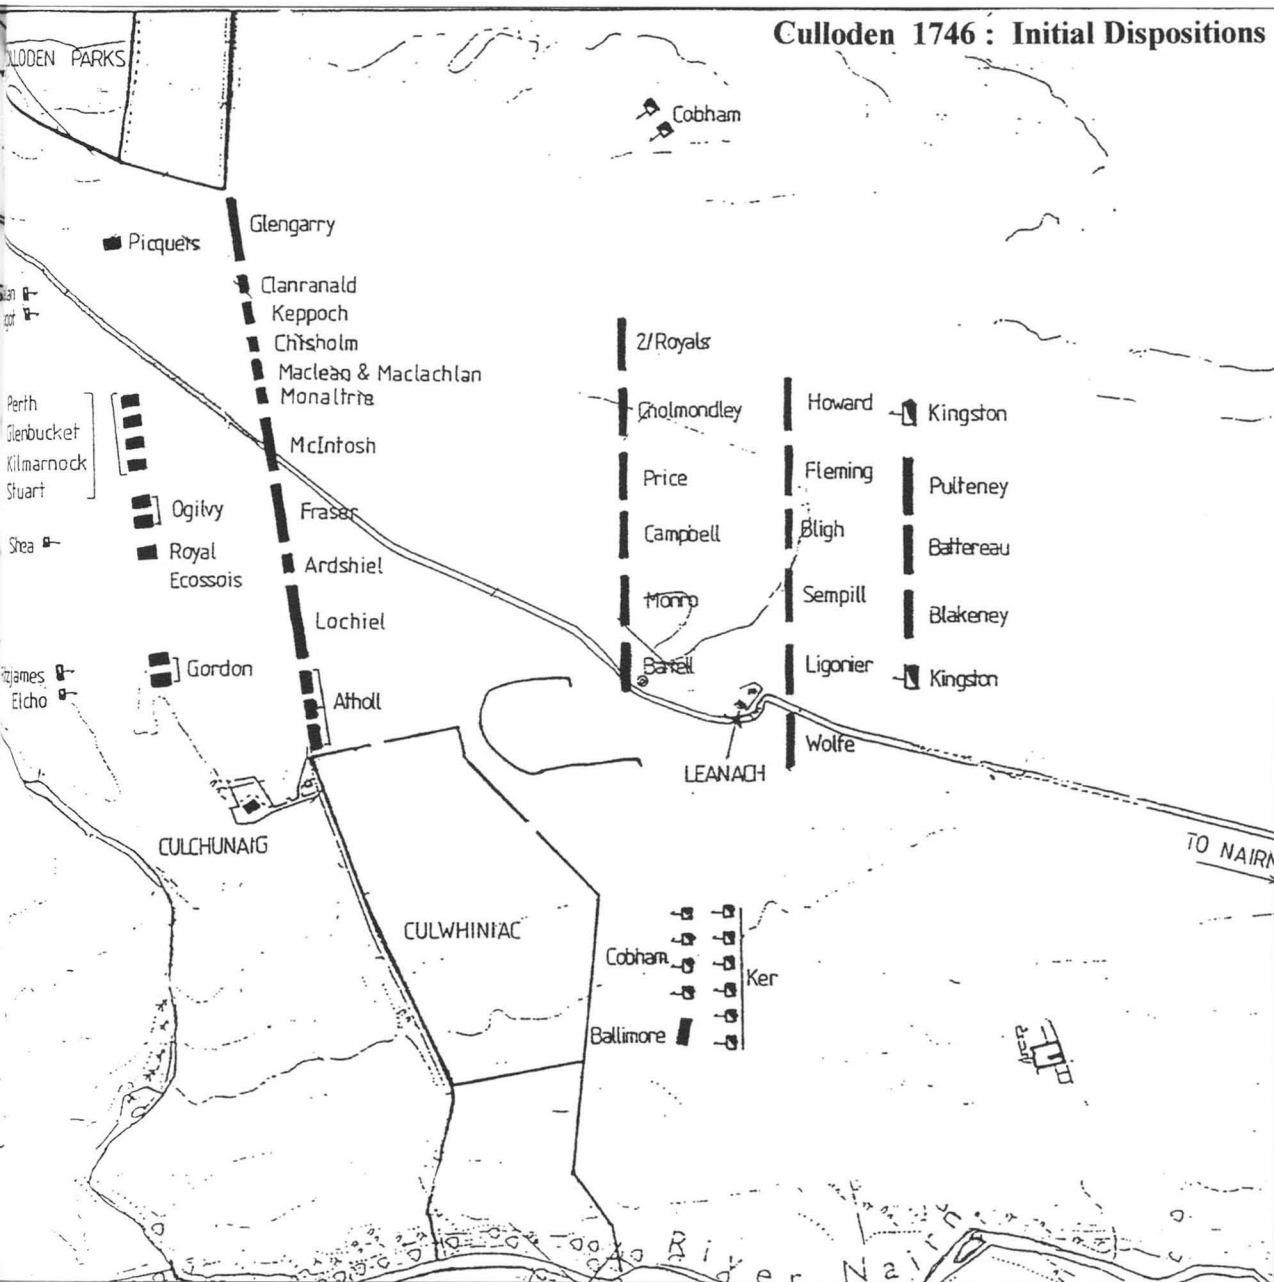 Culloden 1746 : Initial Dispositions
PARKS
Cobham
Glengarry
Picquets
Clanranald
Keppoch
Chisholm
Maclean & Maclachlan
Monaltrie
McIntosh
Perth
Glenbucket
Kilmarnock
Stuart
Ogilvy
Fraser
Shea
Royal
Ecossois
Ardshiel
Lochiel
Gordon
Atholl
Elcho
2/Royals
Cholmondley
Price
Campbell
Monro
Barrell
Howard
Fleming
Bligh
Sempill
Ligonier
Wolfe
Kingston
Pulteney
Battereau
Blakeney
Kingston
LEANACH
CULCHUNAIG
TO NAIRN
CULWHINIAC
Cobham
Ker
Ballimore
River Nairn